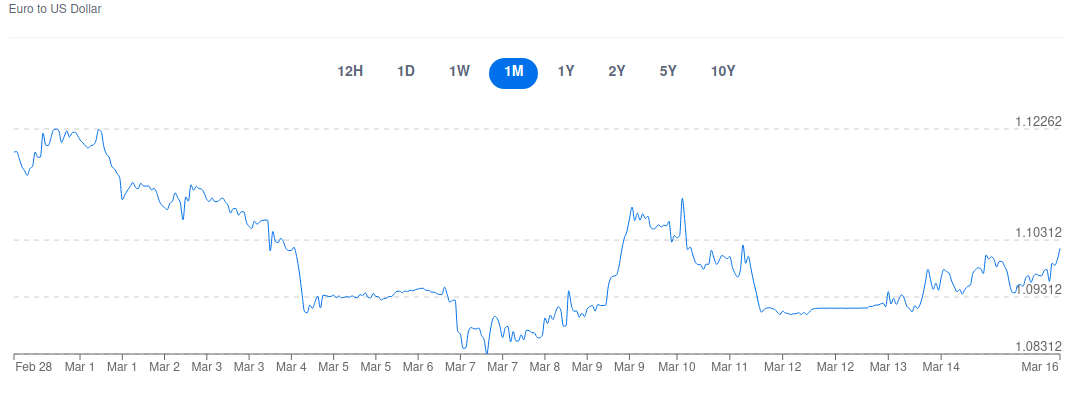 Euro to US Dollar
12H 1D 1W 1M 1Y 2Y 5Y 10Y
1.12262
1.10312
1.09312
1.08312
Feb 28 Mar 1 Mar 1 Mar 2 Mar 3 Mar 3 Mar 4 Mar 5 Mar 5 Mar 6 Mar 7 Mar 7 Mar 8 Mar 9 Mar 9 Mar 10 Mar 11 Mar 12 Mar 12 Mar 13 Mar 14 Mar 16